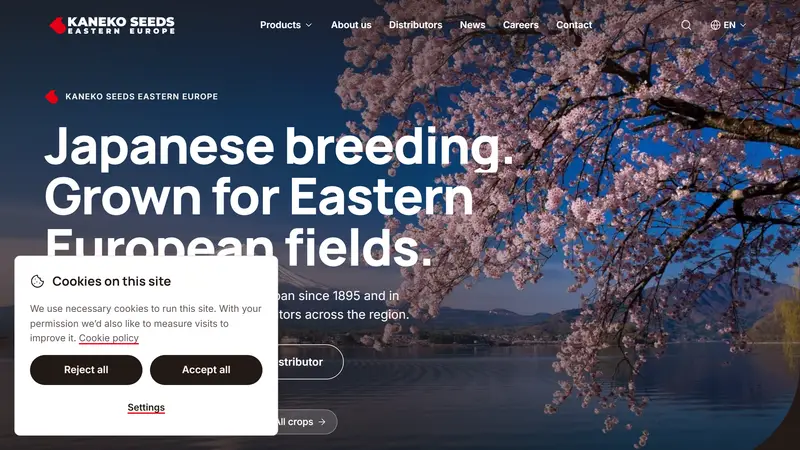 KANEKO SEEDS
EASTERN EUROPE
Products
About us
Distributors
News
Careers
Contact
EN
KANEKO SEEDS EASTERN EUROPE
Japanese breeding.
Grown for Eastern
European fields.
since 1895 and in
across the region.
All crops
Cookies on this site
We use necessary cookies to run this site. With your
permission we'd also like to measure visits to
improve it. Cookie policy
Reject all
Accept all
Settings